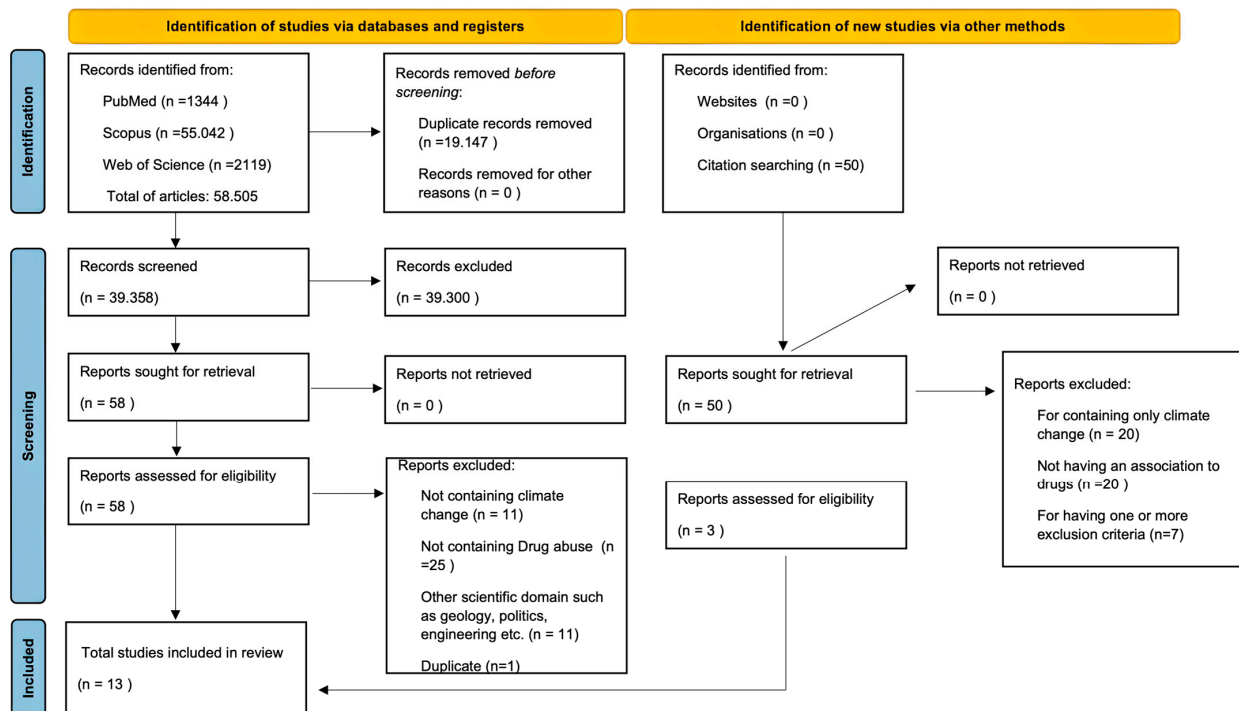 Identification of studies via databases and registers
Identification of new studies via other methods
Identification
Records identified from:
PubMed (n =1344 )
Scopus (n =55.042 )
Web of Science (n =2119)
Total of articles: 58.505
Records removed before
screening:
Duplicate records removed
(n =19.147 )
Records removed for other
reasons (n = 0 )
Records identified from:
Websites (n =0 )
Organisations (n =0 )
Citation searching (n =50)
Screening
Records screened
(n = 39.358)
Records excluded
(n = 39.300 )
Reports not retrieved
(n = 0 )
Reports sought for retrieval
(n = 58 )
Reports not retrieved
(n = 0 )
Reports sought for retrieval
(n = 50 )
Reports excluded:
For containing only climate
change (n = 20)
Not having an association to
drugs (n =20 )
For having one or more
exclusion criteria (n=7)
Reports assessed for eligibility
(n = 58 )
Reports excluded:
Not containing climate
change (n = 11)
Not containing Drug abuse (n
=25 )
Other scientific domain such
as geology, politics,
engineering etc. (n = 11)
Duplicate (n=1)
Reports assessed for eligibility
(n = 3 )
Included
Total studies included in review
(n = 13 )